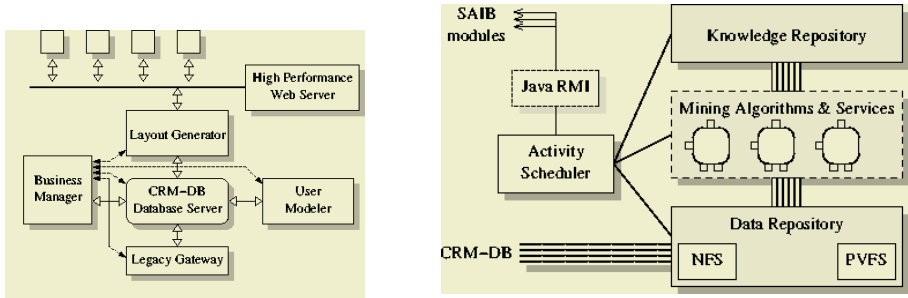 High Performance
Web Server
Layout Generator
Business
Manager
CRM-DB
Database Server
User
Modeler
Legacy Gateway
SAIB
modules
Java RMI
Activity
Scheduler
Knowledge Repository
Mining Algorithms & Services
Data Repository
CRM-DB
NFS
PVFS